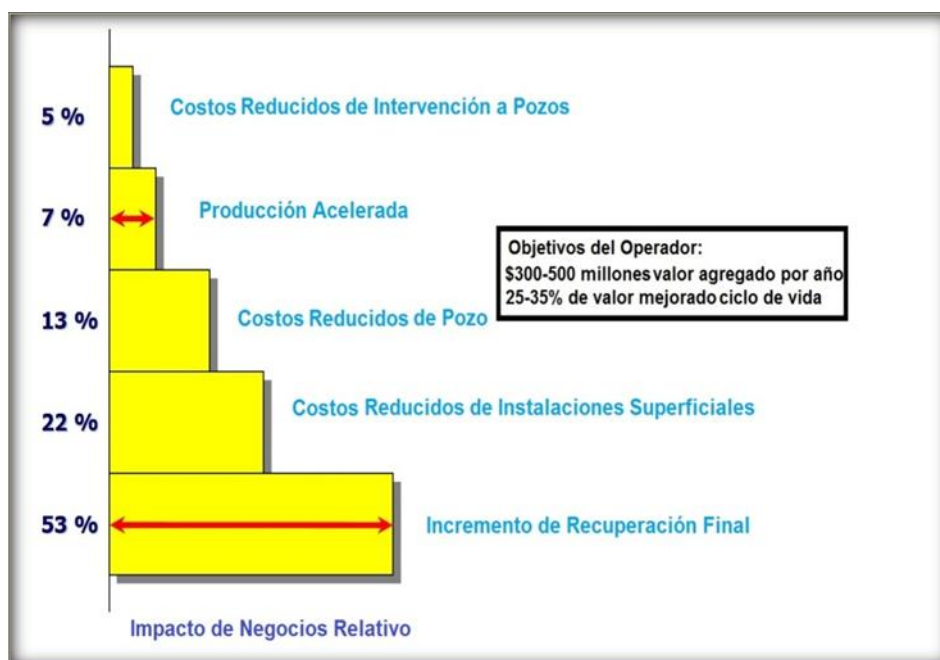 5 %
Costos Reducidos de Intervención a Pozos
7 %
Producción Acelerada
Objetivos del Operador:
$300-500 millones valor agregado por año
25-35% de valor mejorado ciclo de vida
13 %
Costos Reducidos de Pozo
22 %
Costos Reducidos de Instalaciones Superficiales
53 %
Incremento de Recuperación Final
Impacto de Negocios Relativo